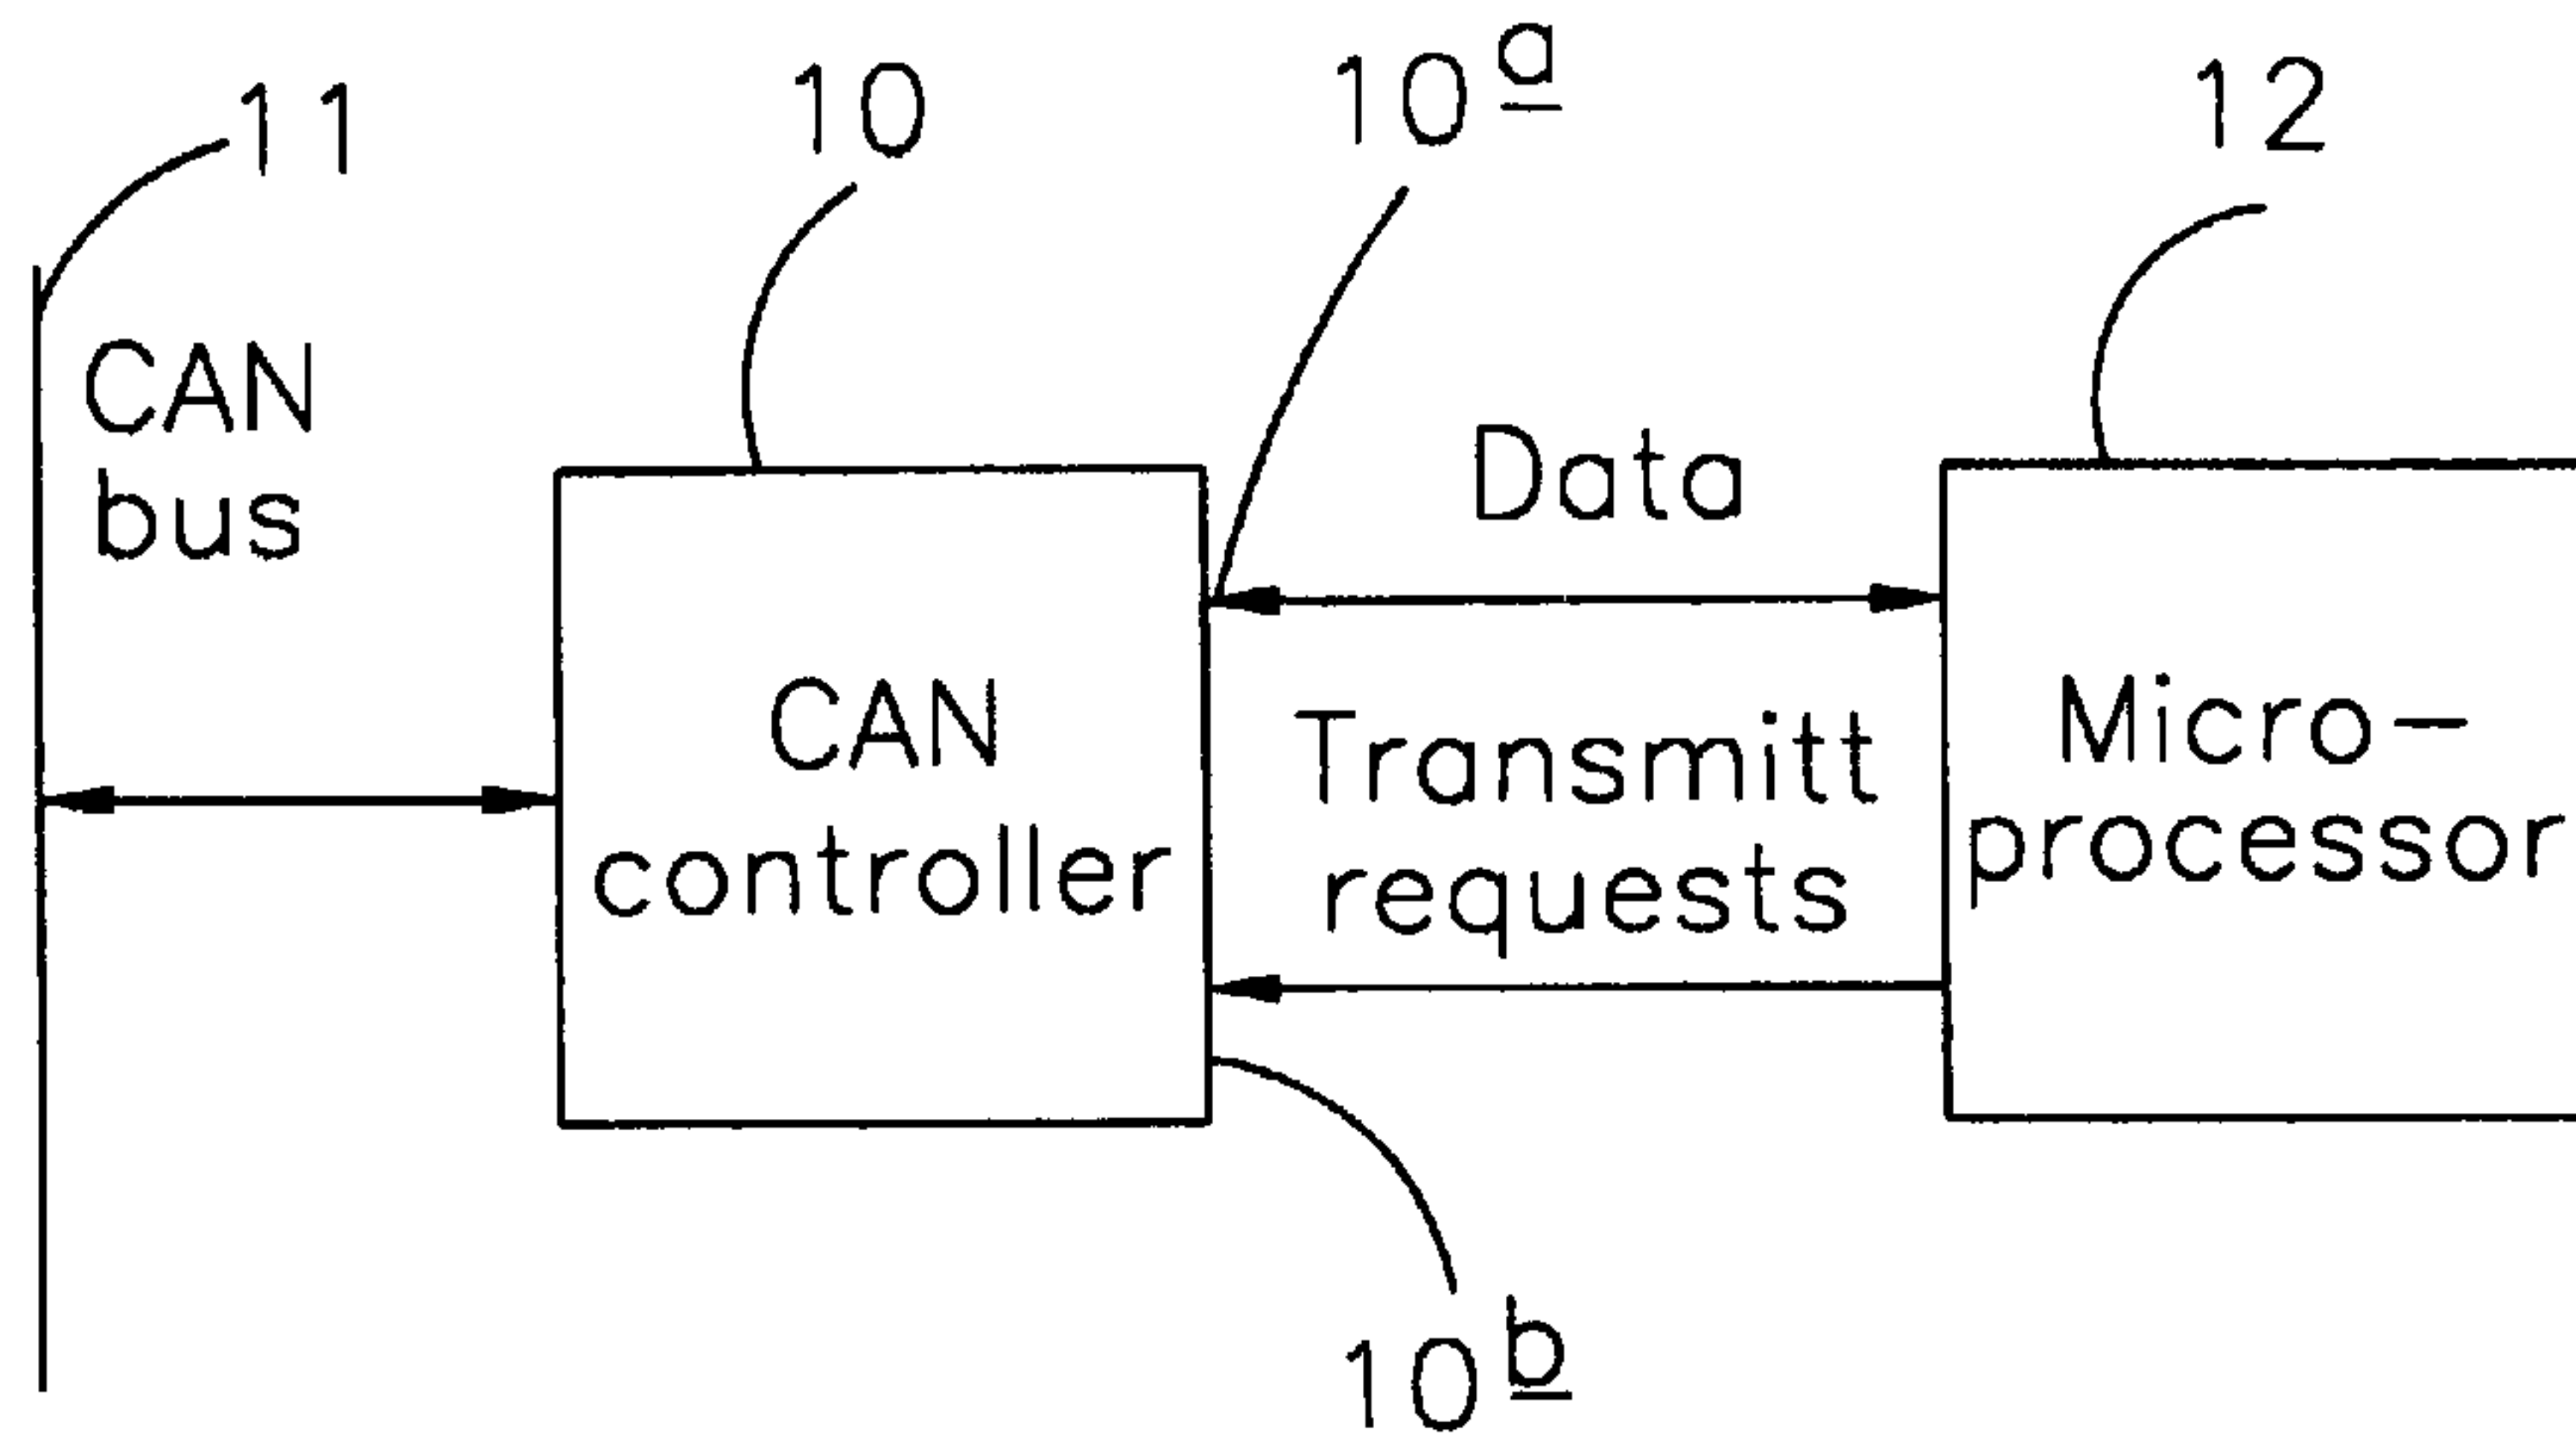 11
10
10a
12
CAN
bus
Data
CAN
controller
Transmitt
requests
Micro-
processor
10b